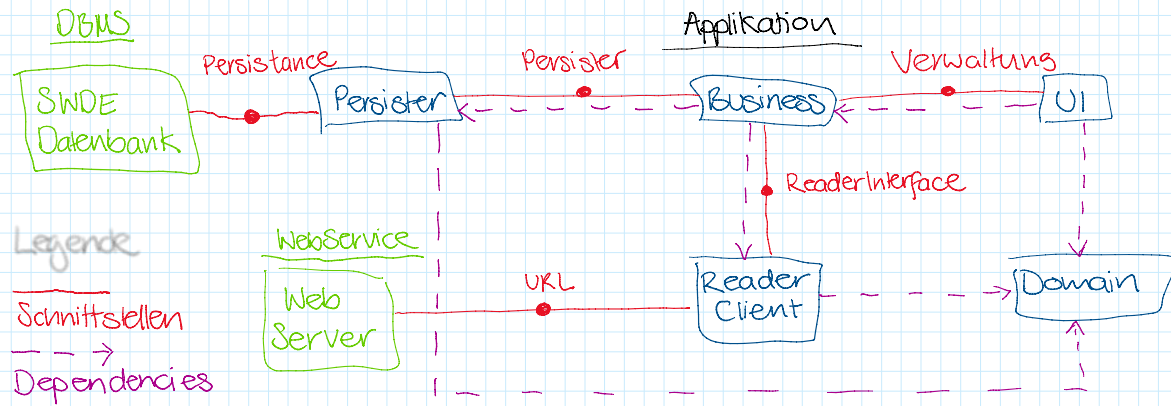 DBMS
Applikation
Persistance
Persister
Verwaltung
SWDE
Datenbank
Persister
Business
UI
ReaderInterface
Legende
WebService
URL
Web
Server
Reader
Client
Domain
Schnittstellen
Dependencies